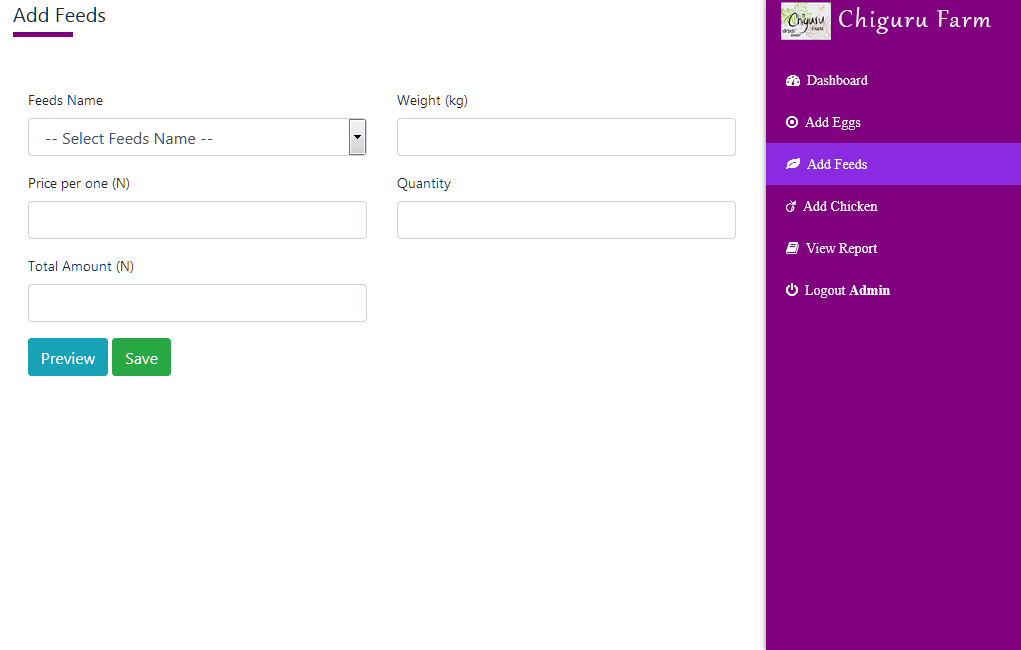 Add Feeds
Feeds Name
Weight (kg)
-- Select Feeds Name --
Price per one (N)
Quantity
Total Amount (N)
Preview
Save
Chiguru
FARM
Chiguru Farm
Dashboard
Add Eggs
Add Feeds
Add Chicken
View Report
Logout Admin